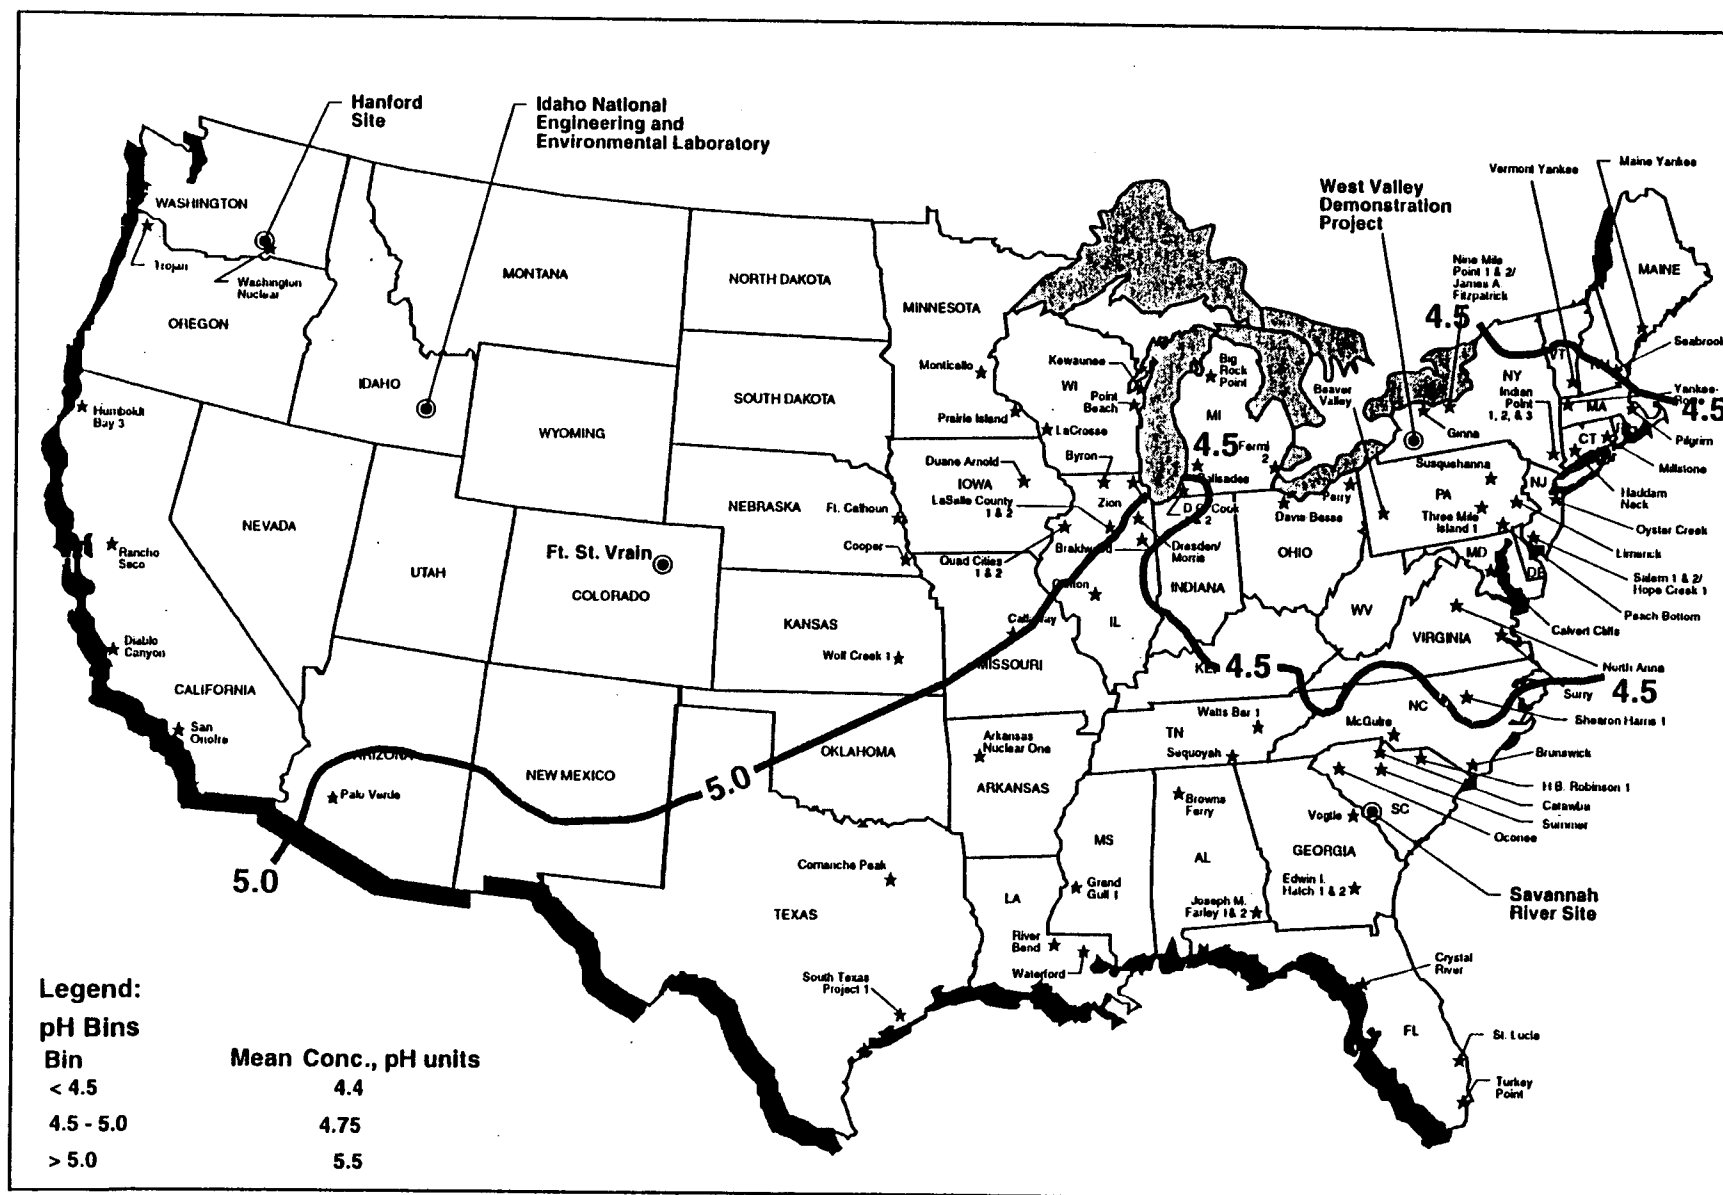 Hanford
Site
Idaho National
Engineering and
Environmental Laboratory
Vermont Yankee
Maine Yankee
West Valley
Demonstration
Project
Nine Mile
Point 1 & 2/
James A.
Fitzpatrick
WASHINGTON
Trojan
Washington
Nuclear
MONTANA
NORTH DAKOTA
MINNESOTA
MAINE
4.5
OREGON
IDAHO
Monticello
Kewaunee
WI
Point
Beach
Big
Rock
Point
MI
Beaver
Valley
NY
Indian
Point
1, 2, & 3
VT
Seabrook
Yankee-
4.5
MA
Humboldt
Bay 3
WYOMING
SOUTH DAKOTA
Prairie Island
LaCrosse
4.5
Fermi
2
Ginna
CT
Pilgrim
Millstone
Duane Arnold
IOWA
Byron
Palisades
Susquehanna
PA
NJ
Haddam
Neck
NEVADA
NEBRASKA
Ft. Calhoun
LaSalle County
1 & 2
Zion
D.C. Cook
Davis Besse
Perry
Three Mile
Island 1
Oyster Creek
Rancho
Seco
UTAH
Ft. St. Vrain
COLORADO
Cooper
Quad Cities
1 & 2
Braidwood
Dresden/
Morris
OHIO
MD
DE
Limerick
Salem 1 & 2/
Hope Creek 1
Clinton
INDIANA
WV
Peach Bottom
Diablo
Canyon
KANSAS
Wolf Creek 1
Callaway
IL
MISSOURI
VIRGINIA
Calvert Cliffs
North Anna
Surry
4.5
4.5
CALIFORNIA
San
Onofre
Watts Bar 1
NC
Shearon Harris 1
McGuire
TN
Sequoyah
ARIZONA
NEW MEXICO
OKLAHOMA
5.0
Arkansas
Nuclear One
ARKANSAS
Brunswick
H.B. Robinson 1
Catawba
Summer
Oconee
Palo Verde
Browns
Ferry
Vogtle
SC
MS
AL
GEORGIA
5.0
Comanche Peak
TEXAS
LA
Grand
Gulf 1
Joseph M.
Farley 1& 2
Edwin I.
Hatch 1 & 2
Savannah
River Site
River
Bend
Waterford
South Texas
Project 1
Crystal
River
FL
St. Lucie
Turkey
Point
Legend:
pH Bins
Bin Mean Conc., pH units
< 4.5 4.4
4.5 - 5.0 4.75
> 5.0 5.5